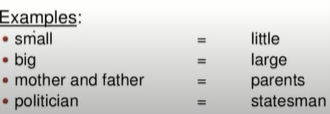 Examples:
• small = little
• big = large
• mother and father = parents
• politician = statesman